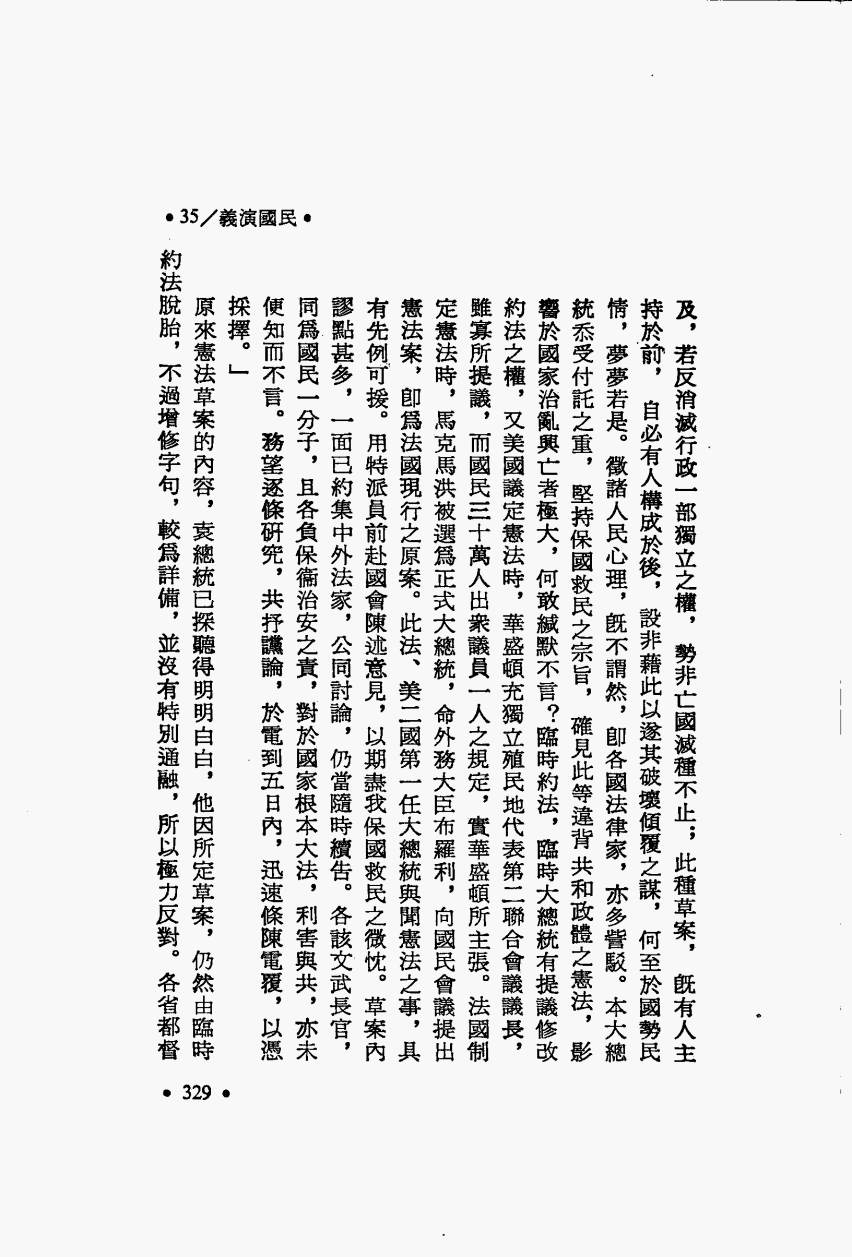 •35／義演國民•
及，若反消滅行政一部獨立之權，勢非亡國滅種不止；此種草案，旣有人主
持於前，自必有人構成於後，設非藉此以遂其破壞傾覆之謀，何至於國勢民
情，夢夢若是。徵諸人民心理，旣不謂然，卽各國法律家，亦多訾駁。本大總
統忝受付託之重，堅持保國救民之宗旨，確見此等違背共和政體之憲法，影
響於國家治亂興亡者極大，何敢緘默不言？臨時約法，臨時大總統有提議修改
約法之權，又美國議定憲法時，華盛頓充獨立殖民地代表第二聯合會議議長，
雖寡所提議，而國民三十萬人出衆議員一人之規定，實華盛頓所主張。法國制
定憲法時，馬克馬洪被選爲正式大總統，命外務大臣布羅利，向國民會議提出
憲法案，卽爲法國現行之原案。此法、美二國第一任大總統與聞憲法之事，具
有先例可援。用特派員前赴國會陳述意見，以期盡我保國救民之微忱。草案內
謬點甚多，一面已約集中外法家，公同討論，仍當隨時續告。各該文武長官，
同爲國民一分子，且各負保衞治安之責，對於國家根本大法，利害與共，亦未
便知而不言。務望逐條研究，共抒讜論，於電到五日內，迅速條陳電覆，以憑
採擇。」
原來憲法草案的內容，袁總統已採聽得明明白白，他因所定草案，仍然由臨時
約法脫胎，不過增修字句，較爲詳備，並沒有特別通融，所以極力反對。各省都督
•329•